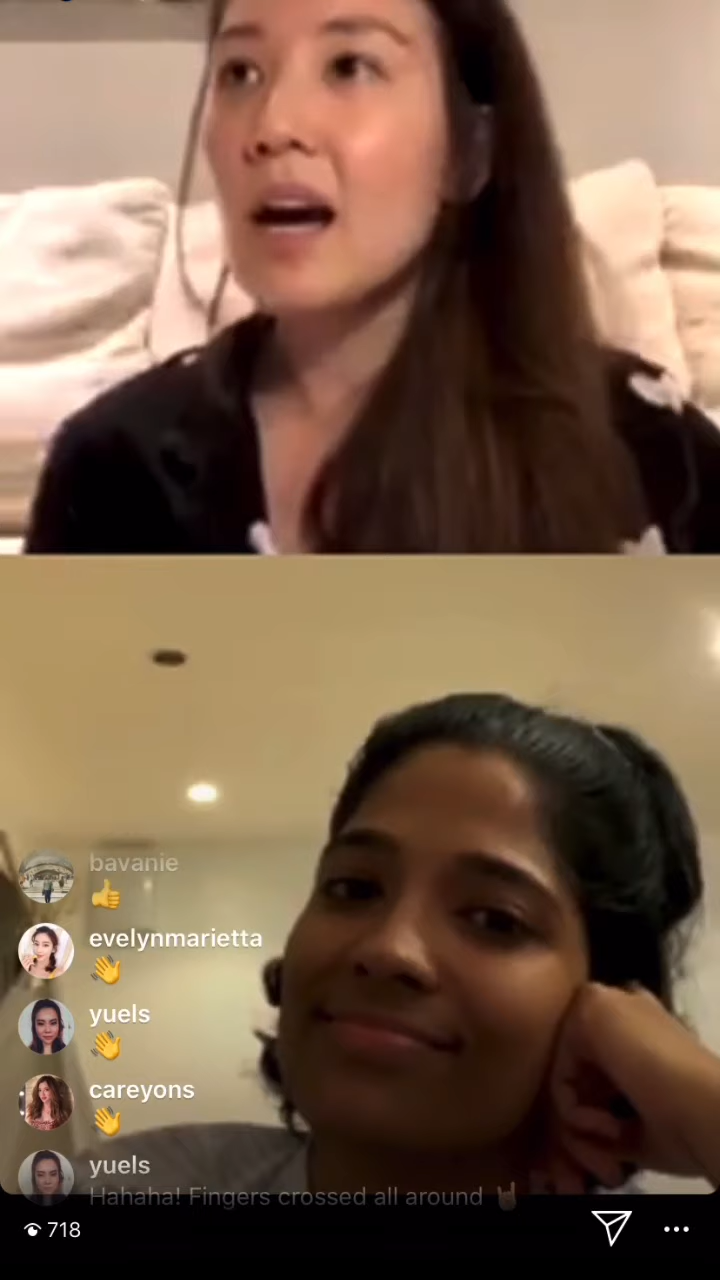 bavanie
👍
evelynmarietta
👋
yuels
👋
careyons
👋
yuels
Hahaha! Fingers crossed all around 🤘
718